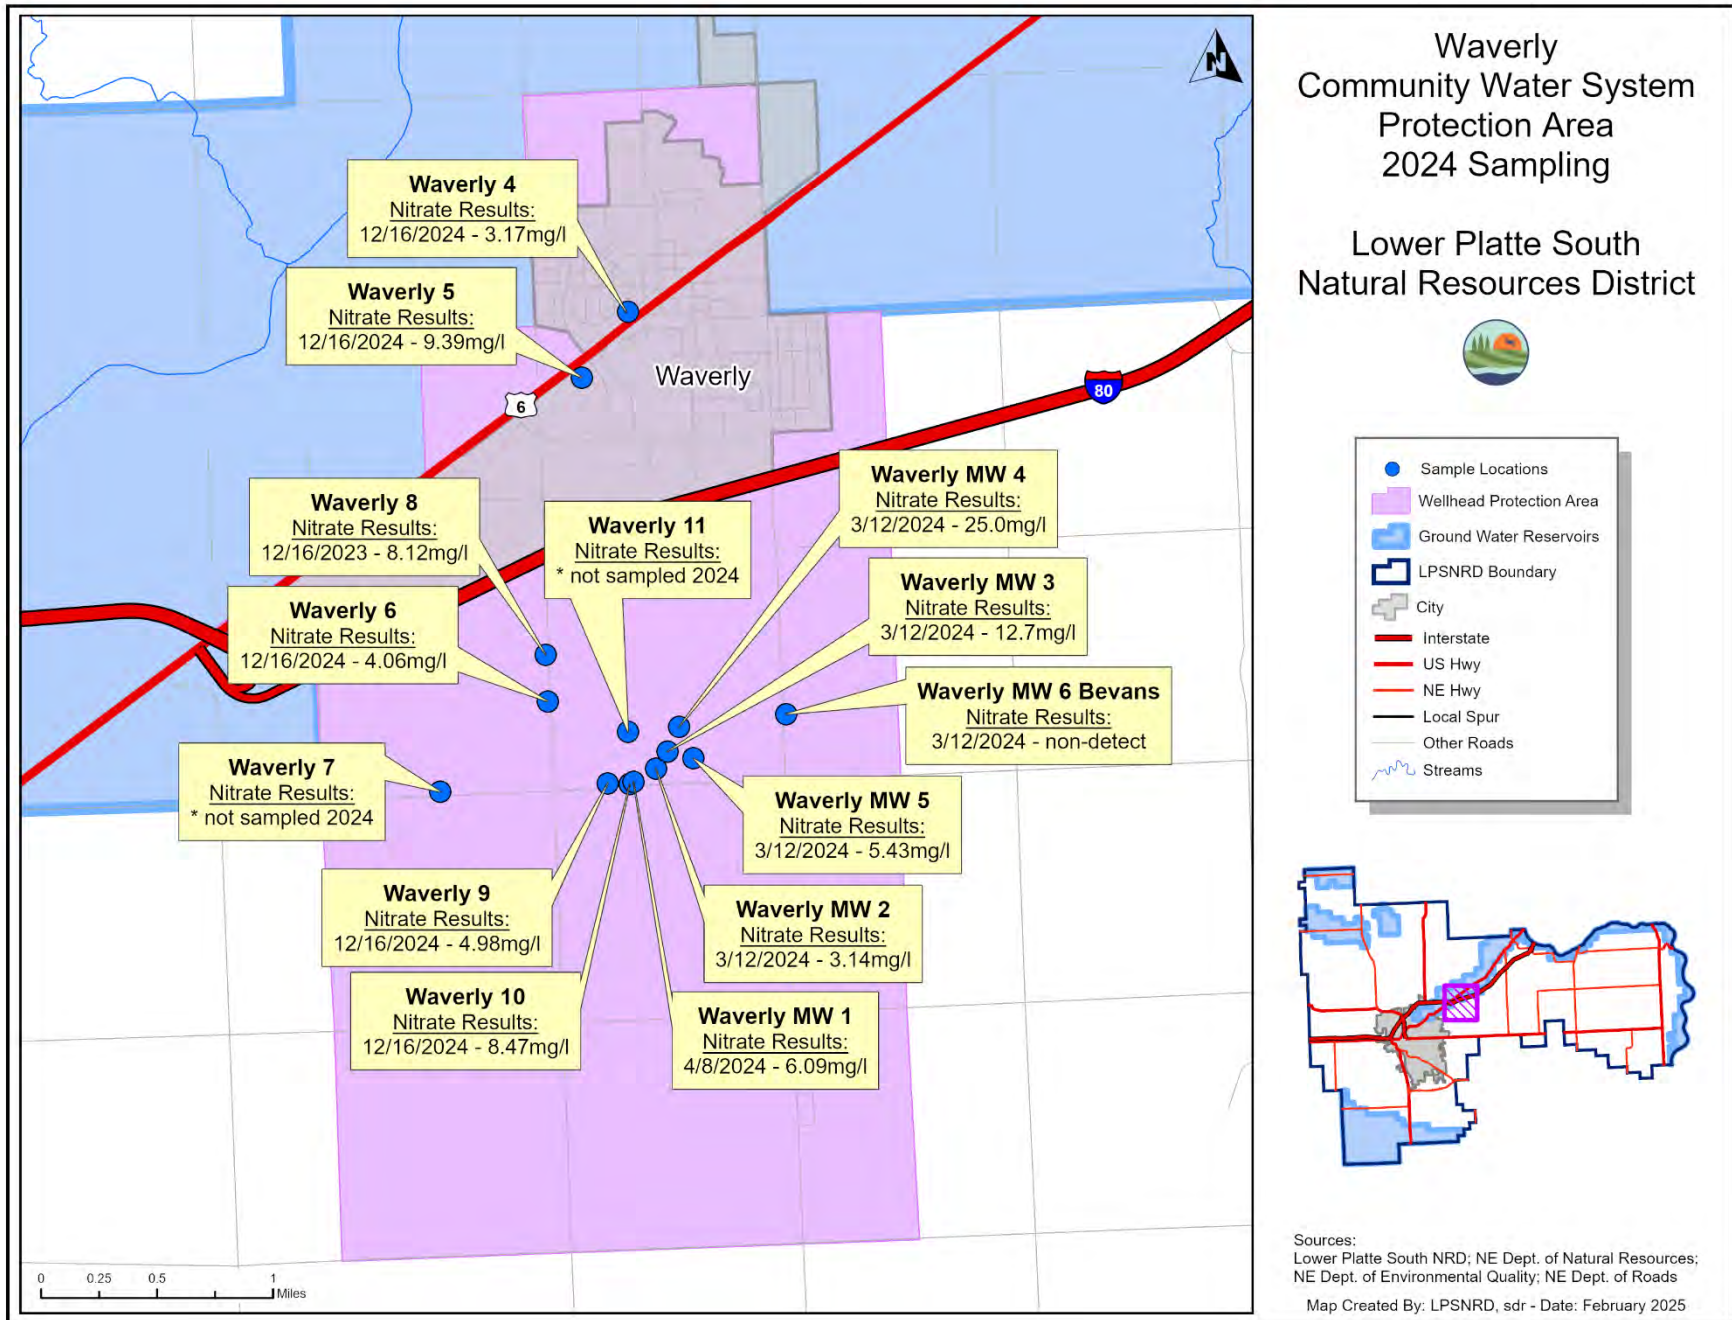 Waverly
Community Water System
Protection Area
2024 Sampling
Lower Platte South
Natural Resources District
N
Waverly 4
Nitrate Results:
12/16/2024 - 3.17mg/l
Waverly 5
Nitrate Results:
12/16/2024 - 9.39mg/l
Waverly
6
80
Waverly MW 4
Nitrate Results:
3/12/2024 - 25.0mg/l
Waverly 8
Nitrate Results:
12/16/2023 - 8.12mg/l
Waverly 11
Nitrate Results:
* not sampled 2024
Waverly MW 3
Nitrate Results:
3/12/2024 - 12.7mg/l
Waverly 6
Nitrate Results:
12/16/2024 - 4.06mg/l
Waverly MW 6 Bevans
Nitrate Results:
3/12/2024 - non-detect
Waverly 7
Nitrate Results:
* not sampled 2024
Waverly MW 5
Nitrate Results:
3/12/2024 - 5.43mg/l
Waverly 9
Nitrate Results:
12/16/2024 - 4.98mg/l
Waverly MW 2
Nitrate Results:
3/12/2024 - 3.14mg/l
Waverly 10
Nitrate Results:
12/16/2024 - 8.47mg/l
Waverly MW 1
Nitrate Results:
4/8/2024 - 6.09mg/l
0 0.25 0.5 1
Miles
Sample Locations
Wellhead Protection Area
Ground Water Reservoirs
LPSNRD Boundary
City
Interstate
US Hwy
NE Hwy
Local Spur
Other Roads
Streams
Sources:
Lower Platte South NRD; NE Dept. of Natural Resources;
NE Dept. of Environmental Quality; NE Dept. of Roads
Map Created By: LPSNRD, sdr - Date: February 2025